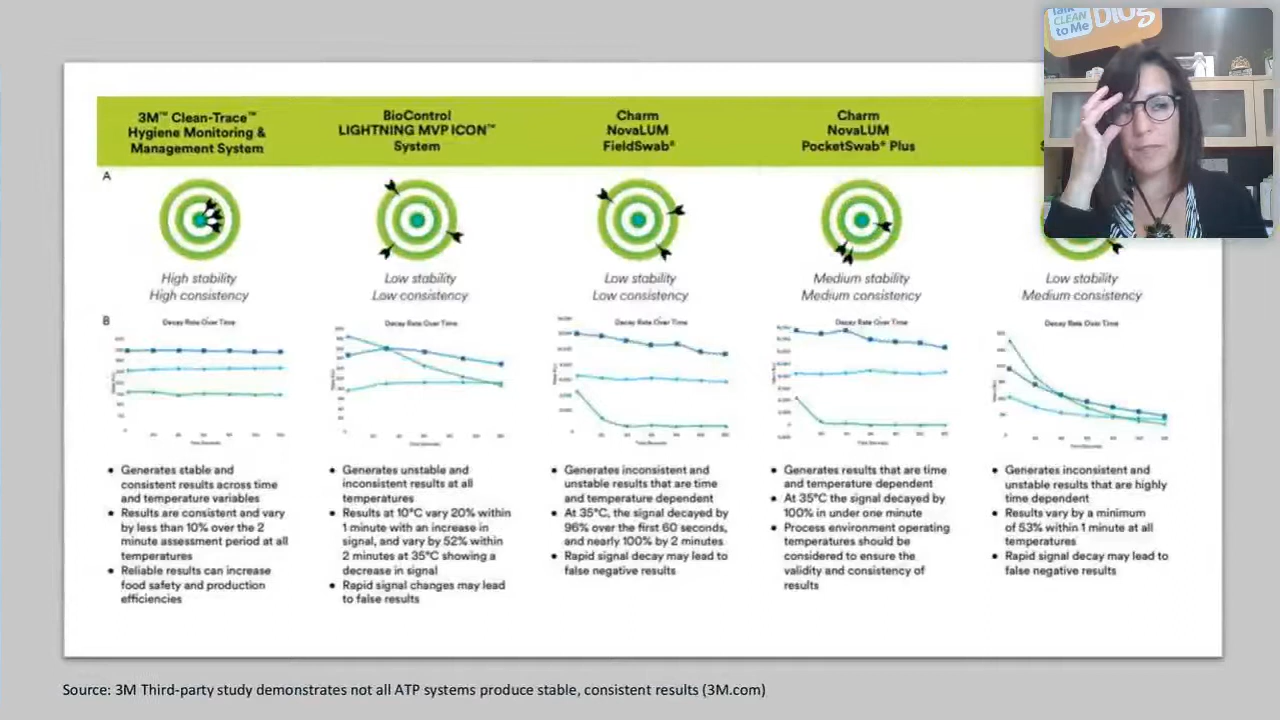 Talk
CLEAN
to Me
Blog
3M™ Clean-Trace™
Hygiene Monitoring &
Management System
BioControl
LIGHTNING MVP ICON™
System
Charm
NovaLUM
FieldSwab®
Charm
NovaLUM
PocketSwab® Plus
A
High stability
High consistency
Low stability
Low consistency
Low stability
Low consistency
Medium stability
Medium consistency
Low stability
Medium consistency
B
Decay Rate Over Time
Decay Rate Over Time
Decay Rate Over Time
Decay Rate Over Time
Decay Rate Over Time
• Generates stable and
consistent results across time
and temperature variables
• Results are consistent and vary
by less than 10% over the 2
minute assessment period at all
temperatures
• Reliable results can increase
food safety and production
efficiencies
• Generates unstable and
inconsistent results at all
temperatures
• Results at 10°C vary 20% within
1 minute with an increase in
signal, and vary by 52% within
2 minutes at 35°C showing a
decrease in signal
• Rapid signal changes may lead
to false results
• Generates inconsistent and
unstable results that are time
and temperature dependent
• At 35°C, the signal decayed by
96% over the first 60 seconds,
and nearly 100% by 2 minutes
• Rapid signal decay may lead to
false negative results
• Generates results that are time
and temperature dependent
• At 35°C the signal decayed by
100% in under one minute
• Process environment operating
temperatures should be
considered to ensure the
validity and consistency of
results
• Generates inconsistent and
unstable results that are highly
time dependent
• Results vary by a minimum
of 53% within 1 minute at all
temperatures
• Rapid signal decay may lead to
false negative results
Source: 3M Third-party study demonstrates not all ATP systems produce stable, consistent results (3M.com)